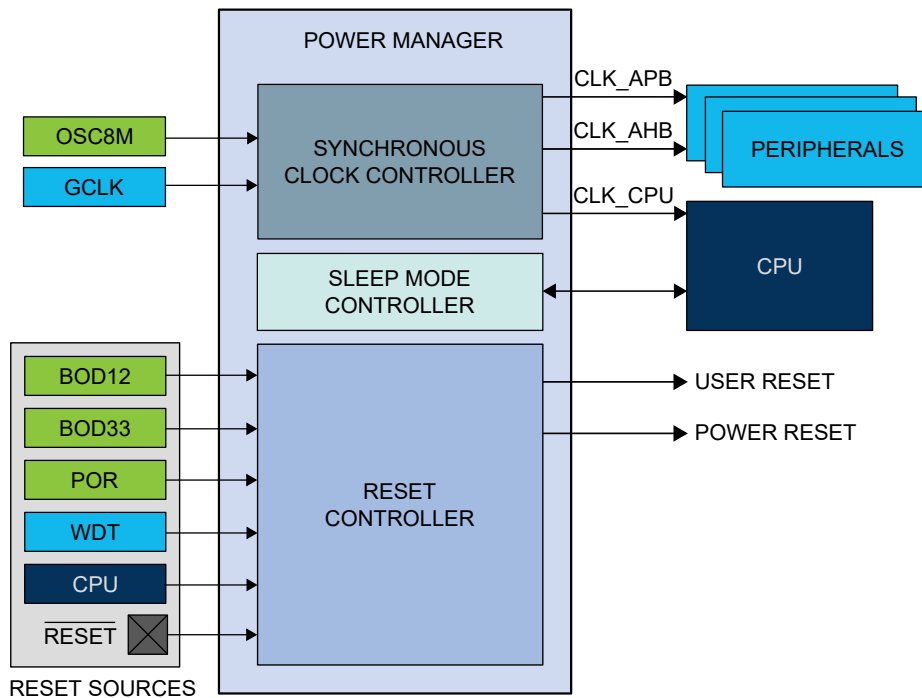 POWER MANAGER
OSC8M
GCLK
SYNCHRONOUS
CLOCK CONTROLLER
CLK_APB
CLK_AHB
CLK_CPU
PERIPHERALS
CPU
SLEEP MODE
CONTROLLER
BOD12
BOD33
POR
WDT
CPU
RESET
RESET SOURCES
RESET
CONTROLLER
USER RESET
POWER RESET